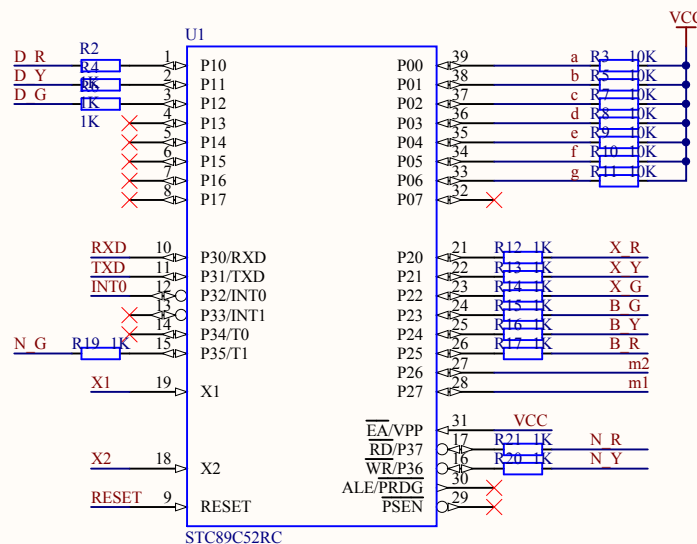 U1
VCC
D_R R2 1 P10 P00 39 a R3 10K
D_Y R4 1K 2 P11 P01 38 b R5 10K
D_G 1K 3 P12 P02 37 c R7 10K
1K 4 P13 P03 36 d R8 10K
5 P14 P04 35 e R9 10K
6 P15 P05 34 f R10 10K
7 P16 P06 33 g R11 10K
8 P17 P07 32
RXD 10 P30/RXD P20 21 R12 1K X_R
TXD 11 P31/TXD P21 22 R13 1K X_Y
INT0 12 P32/INT0 P22 23 R14 1K X_G
13 P33/INT1 P23 24 R15 1K B_G
14 P34/T0 P24 25 R16 1K B_Y
N_G R19 1K 15 P35/T1 P25 26 R17 1K B_R
P26 27 m2
X1 19 X1 P27 28 m1
EA/VPP 31 VCC
RD/P37 17 R21 1K N_R
X2 18 X2 WR/P36 16 R20 1K N_Y
ALE/PRDG 30
RESET 9 RESET PSEN 29
STC89C52RC